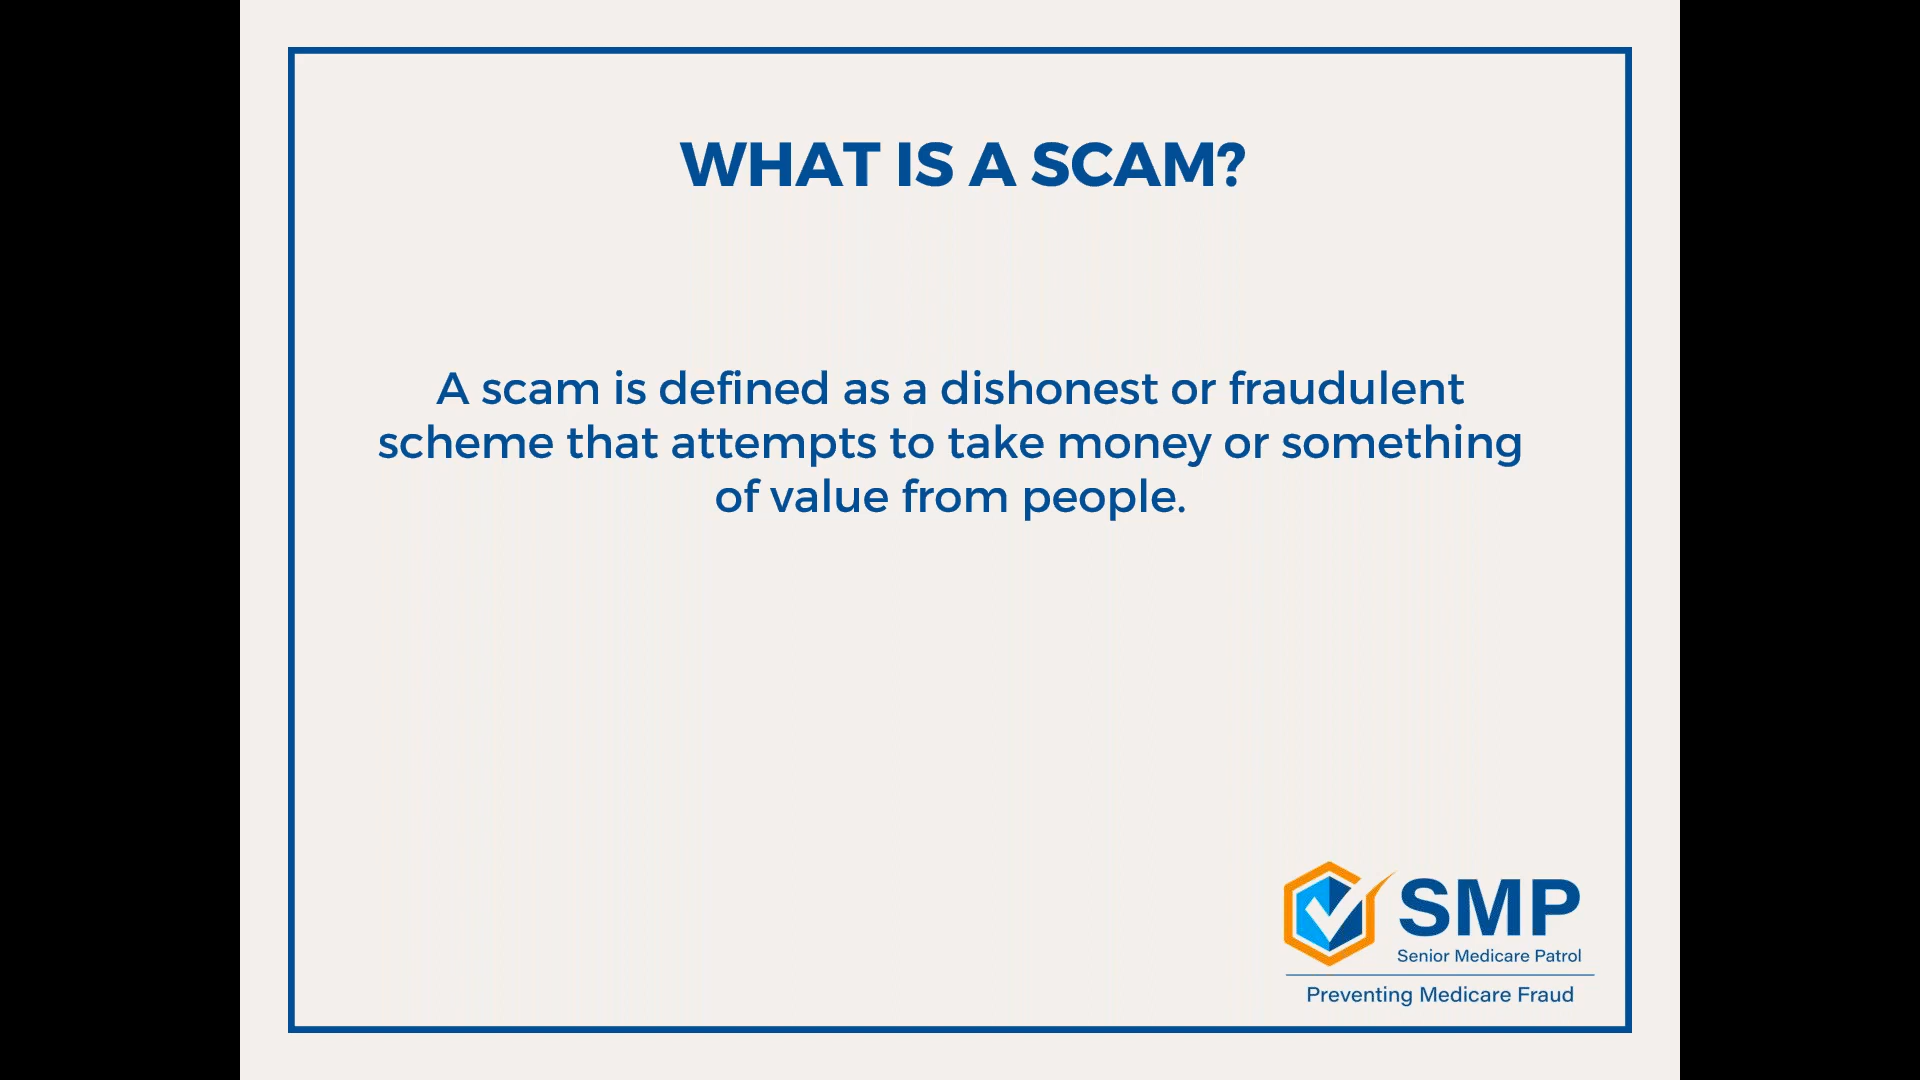 WHAT IS A SCAM?
A scam is defined as a dishonest or fraudulent
scheme that attempts to take money or something
of value from people.
SMP
Senior Medicare Patrol
Preventing Medicare Fraud